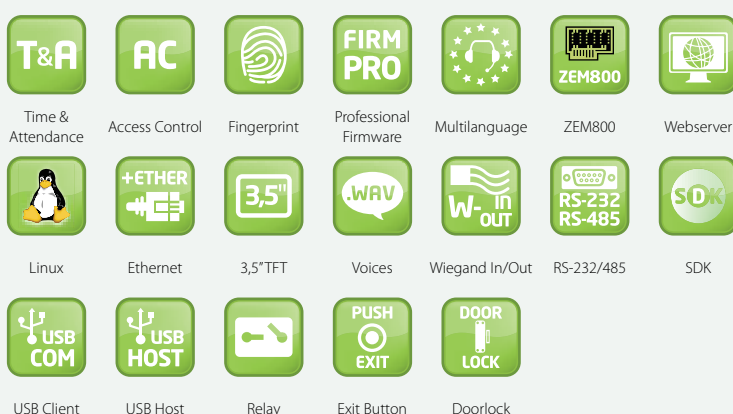 T&A
AC
FIRM
PRO
ZEM800
Time &
Attendance
Access Control
Fingerprint
Professional
Firmware
Multilanguage
ZEM800
Webserver
+ETHER
3,5"
.WAV
W-IN
OUT
RS-232
RS-485
SDK
Linux
Ethernet
3,5" TFT
Voices
Wiegand In/Out
RS-232/485
SDK
USB
COM
USB
HOST
PUSH
EXIT
DOOR
LOCK
USB Client
USB Host
Relay
Exit Button
Doorlock